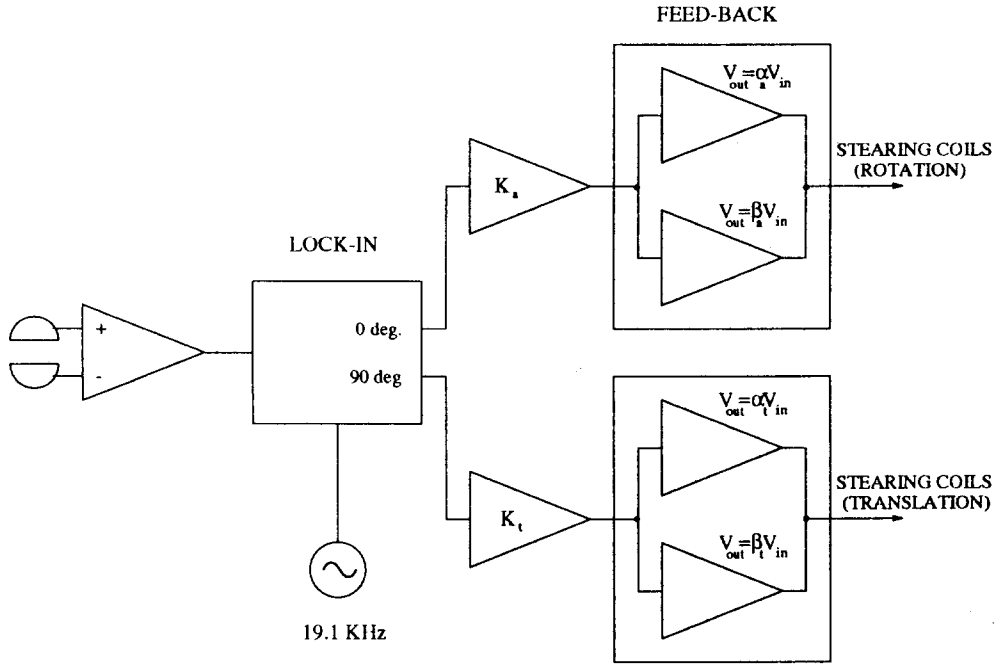 FEED-BACK
V_out=α_a V_in
STEARING COILS
(ROTATION)
K_a
V_out=β_a V_in
LOCK-IN
0 deg.
90 deg
+
-
V_out=α_t V_in
STEARING COILS
(TRANSLATION)
K_t
V_out=β_t V_in
19.1 KHz